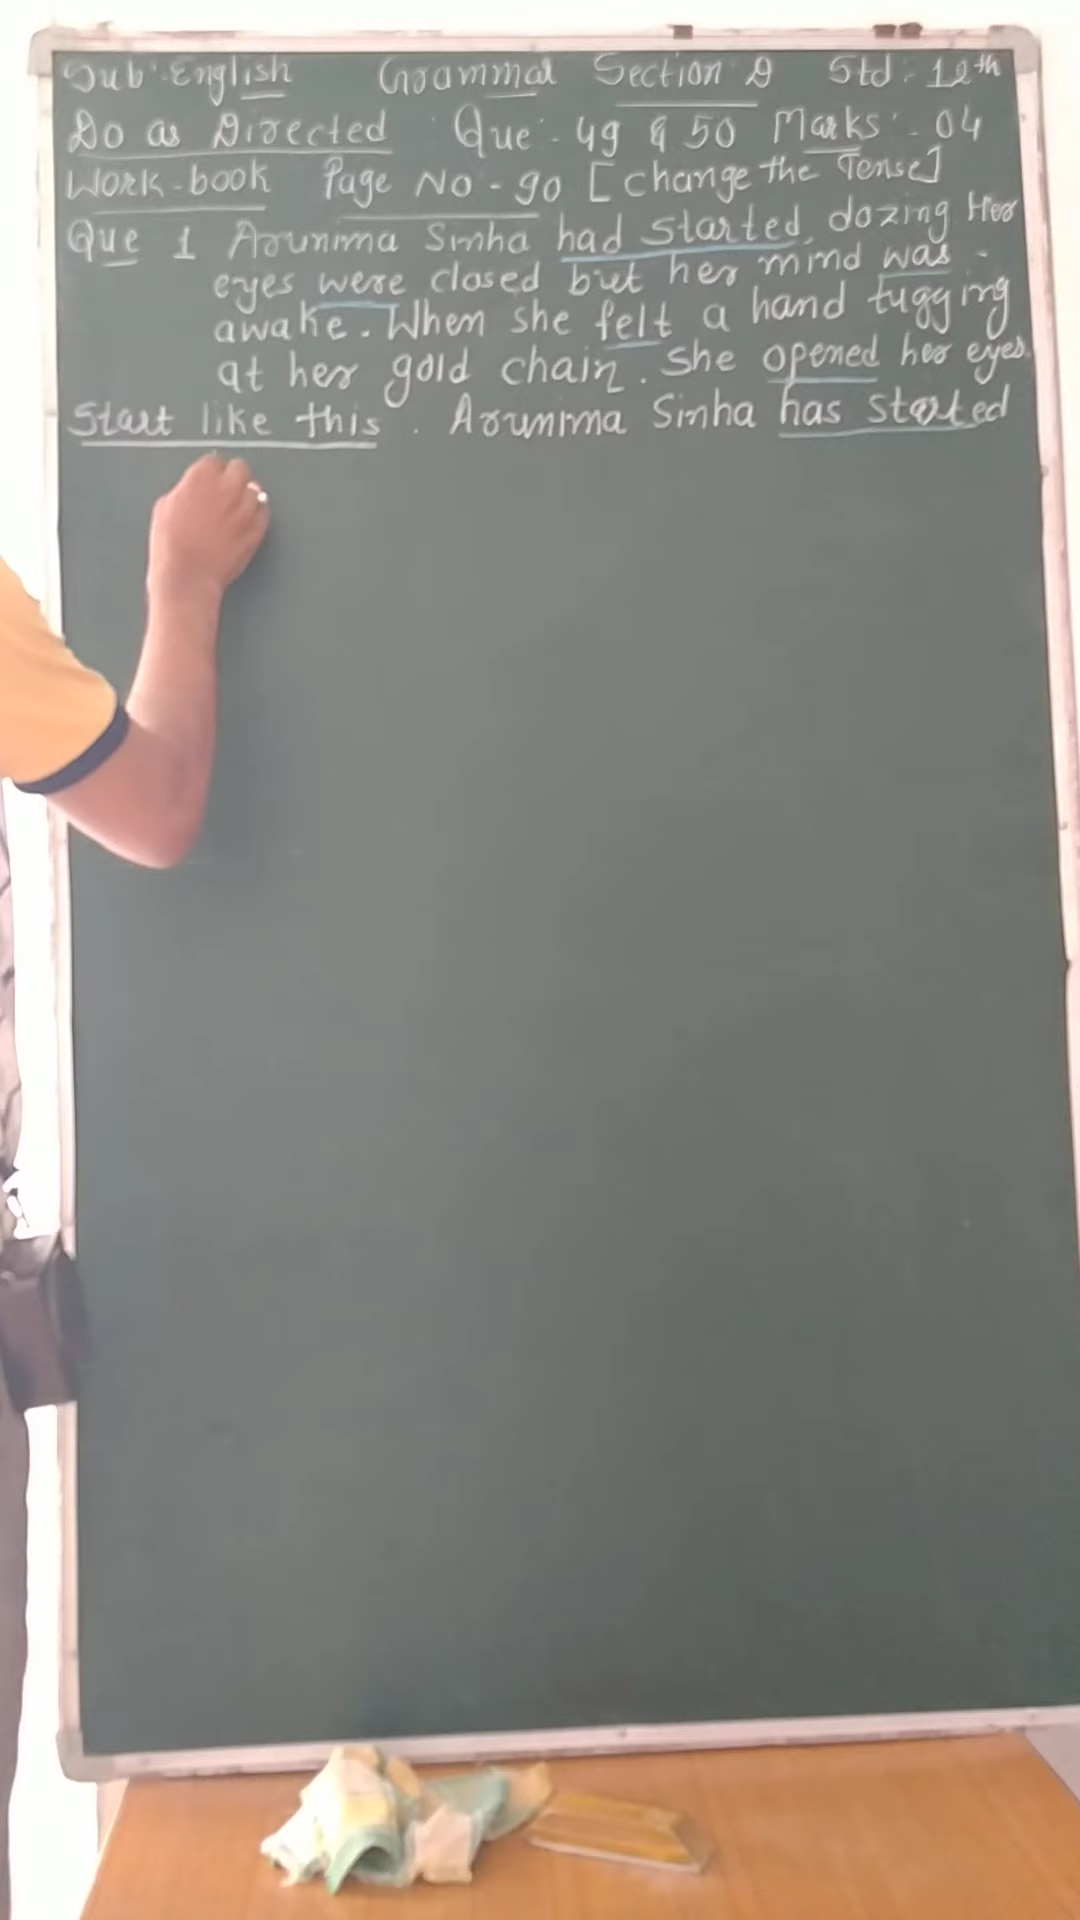 Sub. English Grammar Section D Std. 12th
Do as Directed Que - 49 & 50 Marks - 04
Work-book Page No - 90 [change the Tense]
Que 1 Arunima Sinha had started dozing Her
eyes were closed but her mind was -
awake. When she felt a hand tugging
at her gold chain. She opened her eyes.
Start like this. Arunima Sinha has started